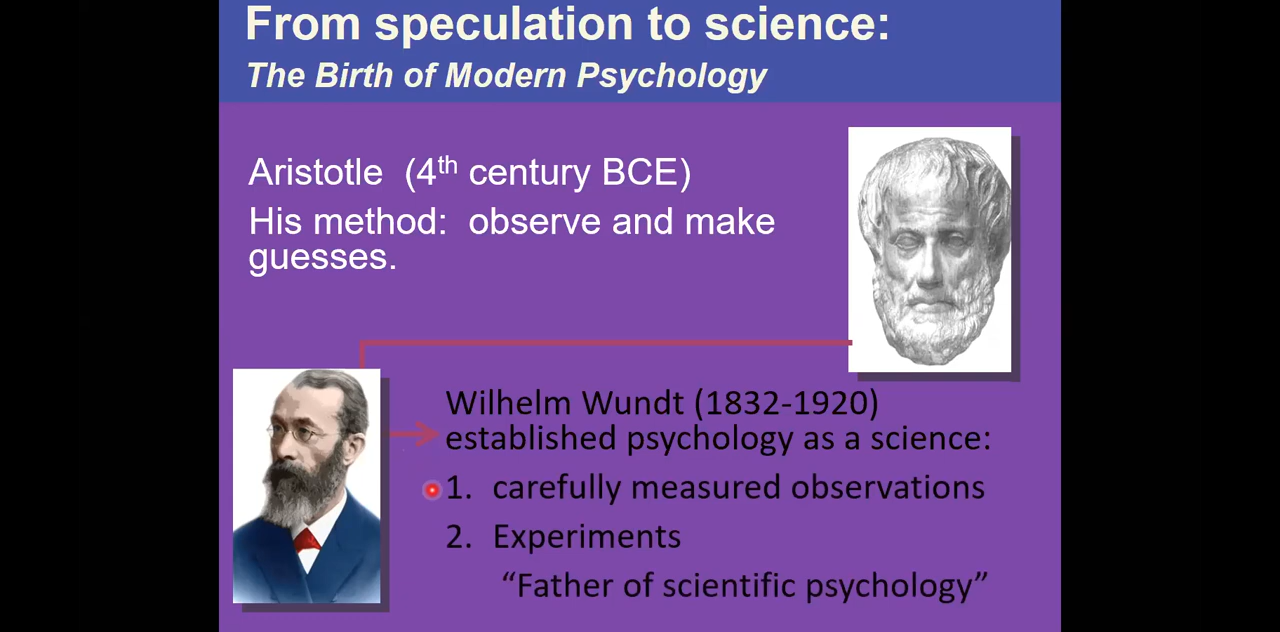 From speculation to science:
The Birth of Modern Psychology
Aristotle (4th century BCE)
His method: observe and make
guesses.
Wilhelm Wundt (1832-1920)
established psychology as a science:
1. carefully measured observations
2. Experiments
“Father of scientific psychology”